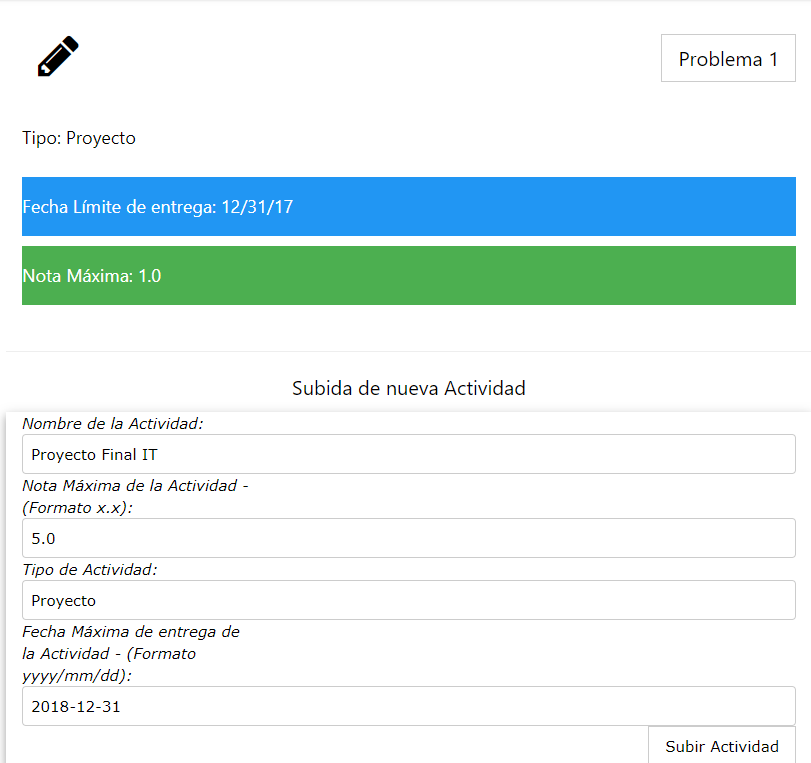 Problema 1
Tipo: Proyecto
Fecha Límite de entrega: 12/31/17
Nota Máxima: 1.0
Subida de nueva Actividad
Nombre de la Actividad:
Proyecto Final IT
Nota Máxima de la Actividad -
(Formato x.x):
5.0
Tipo de Actividad:
Proyecto
Fecha Máxima de entrega de
la Actividad - (Formato
yyyy/mm/dd):
2018-12-31
Subir Actividad